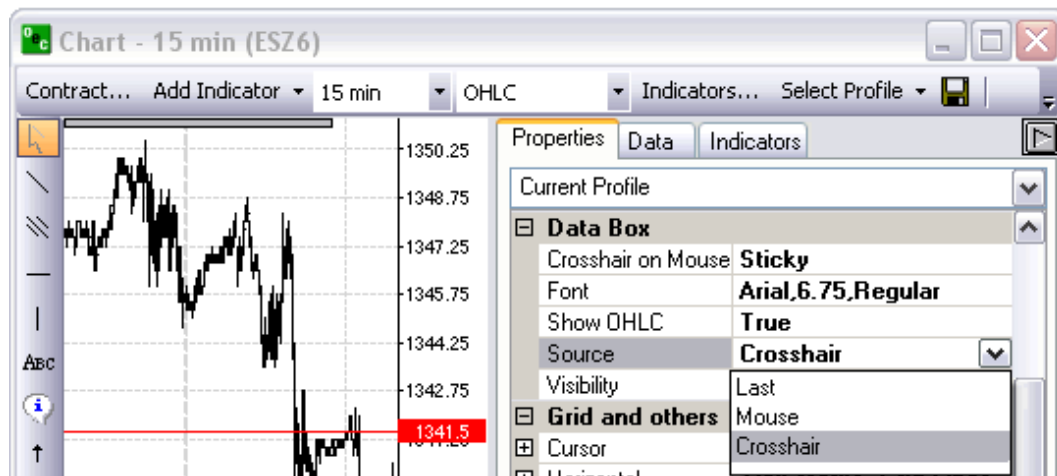 Oec Chart - 15 min (ESZ6)
Contract... Add Indicator 15 min OHLC Indicators... Select Profile
Properties Data Indicators
Current Profile
Data Box
Crosshair on Mouse Sticky
Font Arial,6.75,Regular
Show OHLC True
Source Crosshair
Visibility
Last
Mouse
Crosshair
Grid and others
Cursor
Horizontal
ABC
1350.25
1348.75
1347.25
1345.75
1344.25
1342.75
1341.5